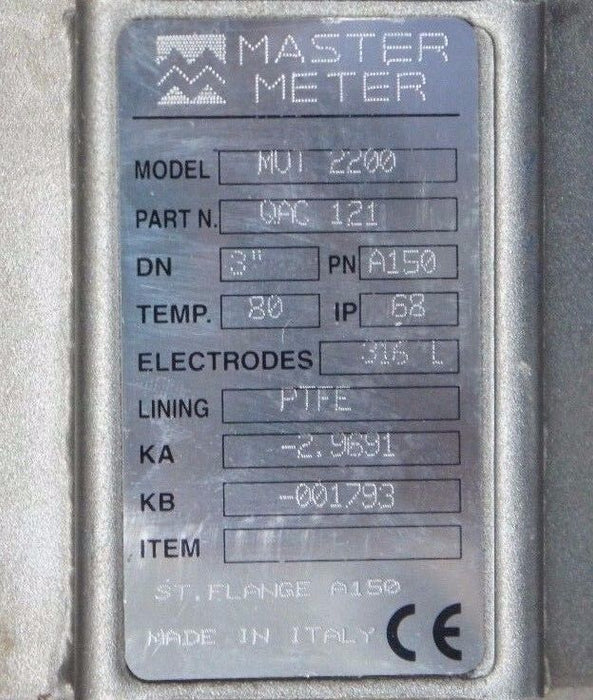 MASTER
METER
MODEL MUT 2200
PART N. QAC 121
DN 3" PN A150
TEMP. 80 IP 68
ELECTRODES 316 L
LINING PTFE
KA -2.9691
KB -001793
ITEM
ST.FLANGE A150
MADE IN ITALY CE